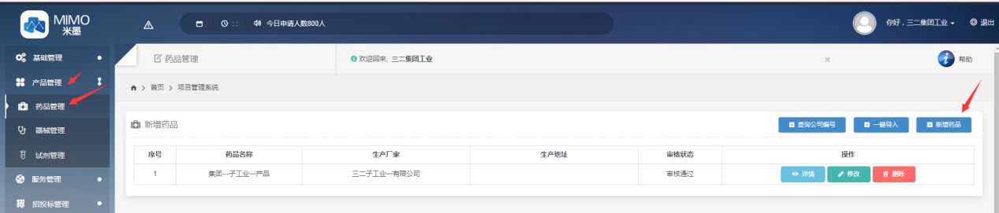 MIMO
米墨
今日申请人数800人
你好，三二集团工业
退出
基础管理
产品管理
药品管理
器械管理
试剂管理
服务管理
招投标管理
药品管理
欢迎回来, 三二集团工业
×
帮助
> 首页 > 项目管理系统
新增药品
查询公司编号
一键导入
新增药品
序号 药品名称 生产厂家 生产地址 审核状态 操作
1 集团---子工业一产品 三二子工业一有限公司 审核通过 详情 修改 删除